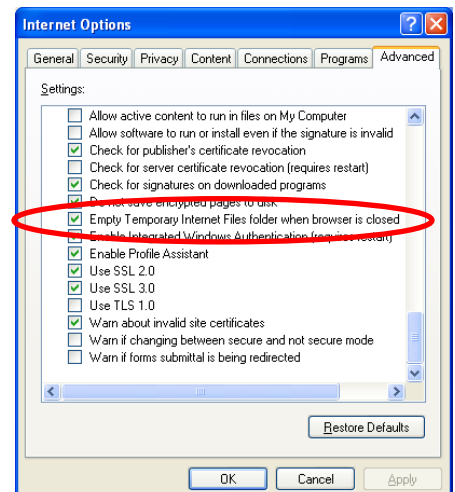 Internet Options
General Security Privacy Content Connections Programs Advanced
Settings:
Allow active content to run in files on My Computer
Allow software to run or install even if the signature is invalid
Check for publisher's certificate revocation
Check for server certificate revocation (requires restart)
Check for signatures on downloaded programs
Do not save encrypted pages to disk
Empty Temporary Internet Files folder when browser is closed
Enable Integrated Windows Authentication (requires restart)
Enable Profile Assistant
Use SSL 2.0
Use SSL 3.0
Use TLS 1.0
Warn about invalid site certificates
Warn if changing between secure and not secure mode
Warn if forms submittal is being redirected
Restore Defaults
OK Cancel Apply